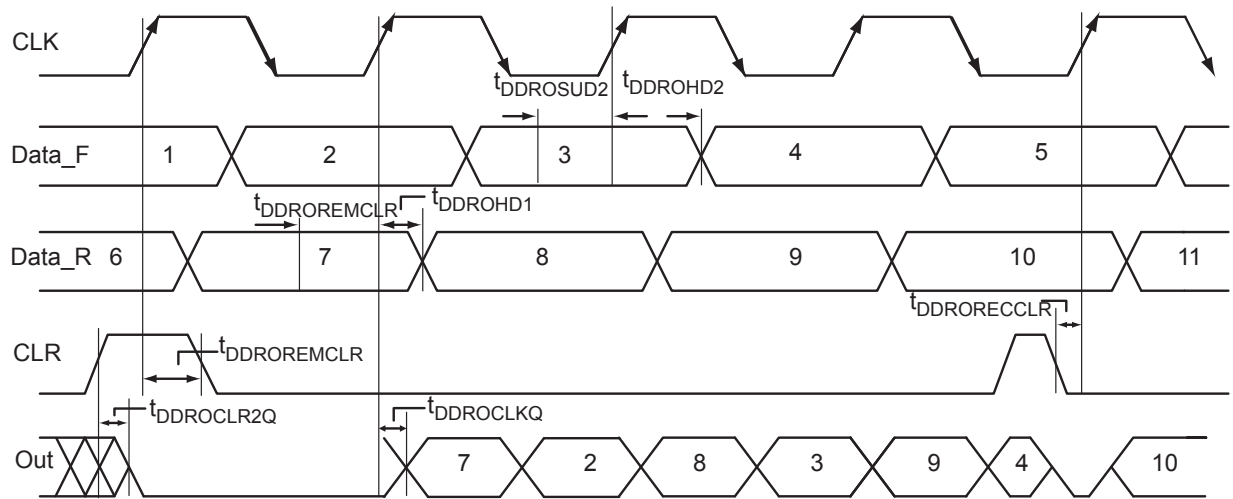 CLK
tDDROSUD2
tDDROHD2
Data_F 1 2 3 4 5
tDDROREMCLR
tDDROHD1
Data_R 6 7 8 9 10 11
tDDRORECCLR
CLR
tDDROREMCLR
tDDROCLR2Q
tDDROCLKQ
Out 7 2 8 3 9 4 10